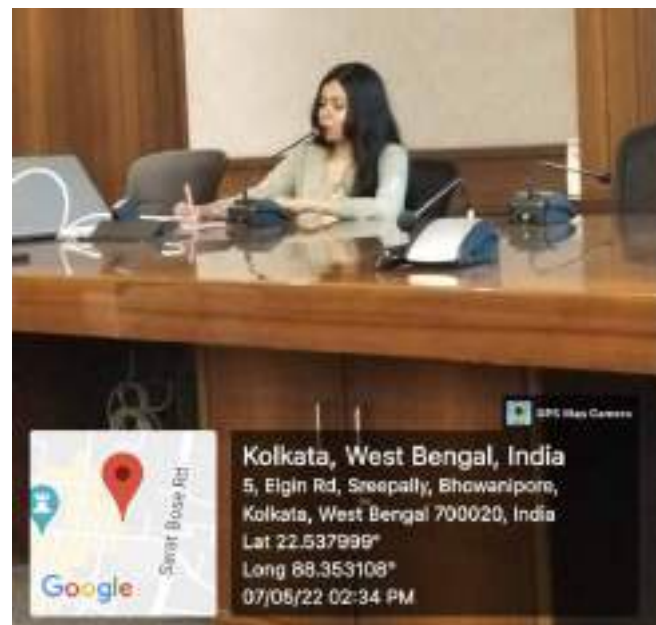 GPS Map Camera
Kolkata, West Bengal, India
5, Elgin Rd, Sreepally, Bhowanipore,
Kolkata, West Bengal 700020, India
Lat 22.537999°
Long 88.353108°
07/05/22 02:34 PM
Sarat Bose Rd
Google